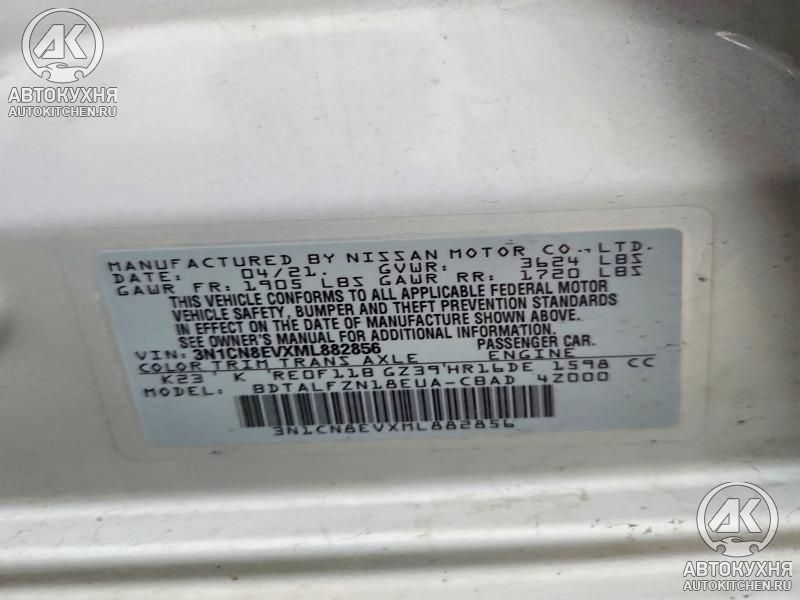 AK
АВТОКУХНЯ
AUTOKITCHEN.RU
MANUFACTURED BY NISSAN MOTOR CO., LTD.
DATE: 04/21. GVWR: 3624 LBS
GAWR FR: 1905 LBS GAWR RR: 1720 LBS
THIS VEHICLE CONFORMS TO ALL APPLICABLE FEDERAL MOTOR
VEHICLE SAFETY, BUMPER AND THEFT PREVENTION STANDARDS
IN EFFECT ON THE DATE OF MANUFACTURE SHOWN ABOVE.
SEE OWNER'S MANUAL FOR ADDITIONAL INFORMATION.
VIN: 3N1CN8EVXML882856 PASSENGER CAR.
COLOR TRIM TRANS AXLE ENGINE
K23 K RE0F11B GZ39 HR16DE 1598 CC
MODEL: BDTALFZN18EUA-CBAD 4Z000
3N1CN8EVXML882856
AK
АВТОКУХНЯ
AUTOKITCHEN.RU